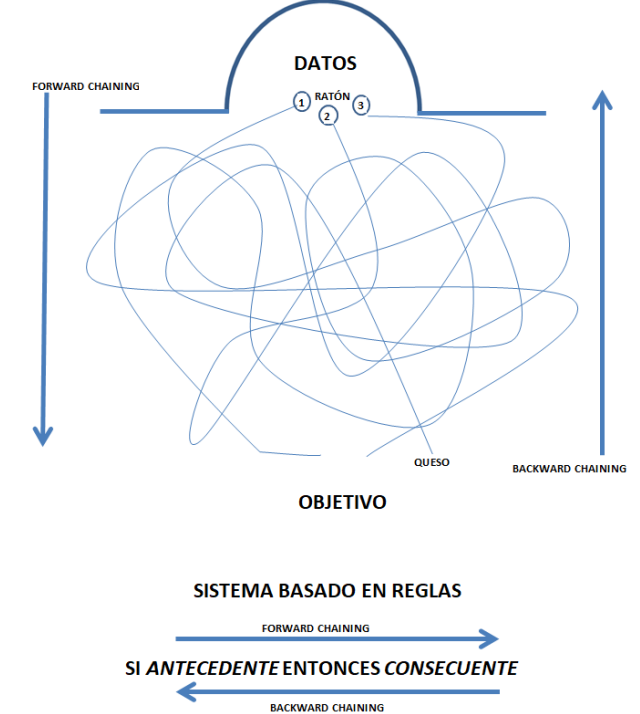 DATOS
FORWARD CHAINING
1 RATÓN 3
2
QUESO
BACKWARD CHAINING
OBJETIVO
SISTEMA BASADO EN REGLAS
FORWARD CHAINING
SI ANTECEDENTE ENTONCES CONSECUENTE
BACKWARD CHAINING